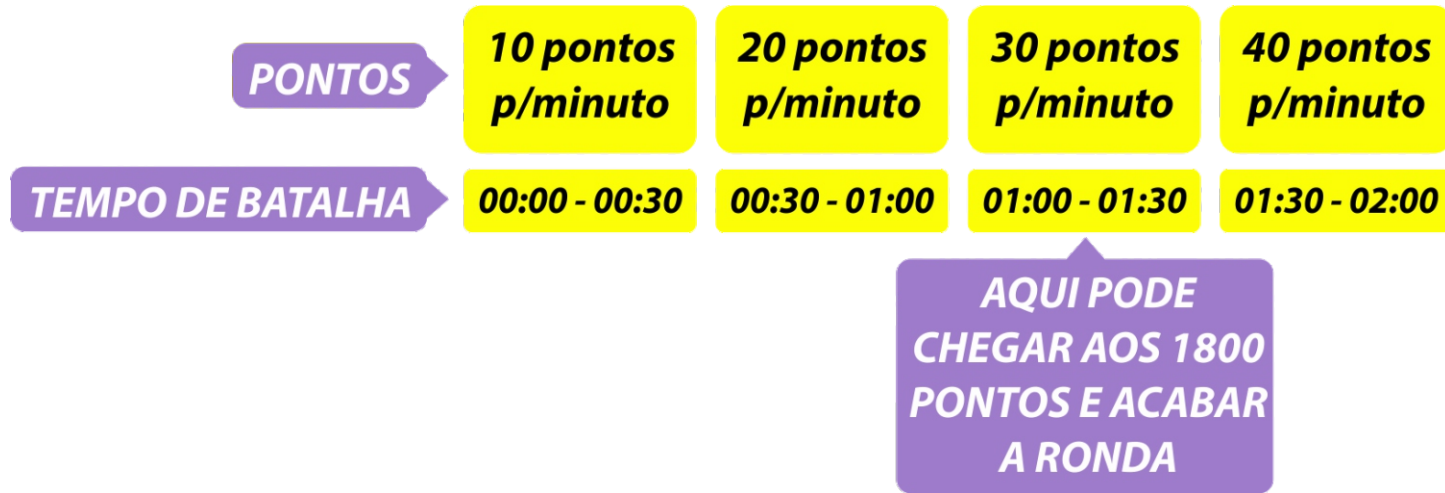 PONTOS
10 pontos
p/minuto
20 pontos
p/minuto
30 pontos
p/minuto
40 pontos
p/minuto
TEMPO DE BATALHA
00:00 - 00:30
00:30 - 01:00
01:00 - 01:30
01:30 - 02:00
AQUI PODE
CHEGAR AOS 1800
PONTOS E ACABAR
A RONDA